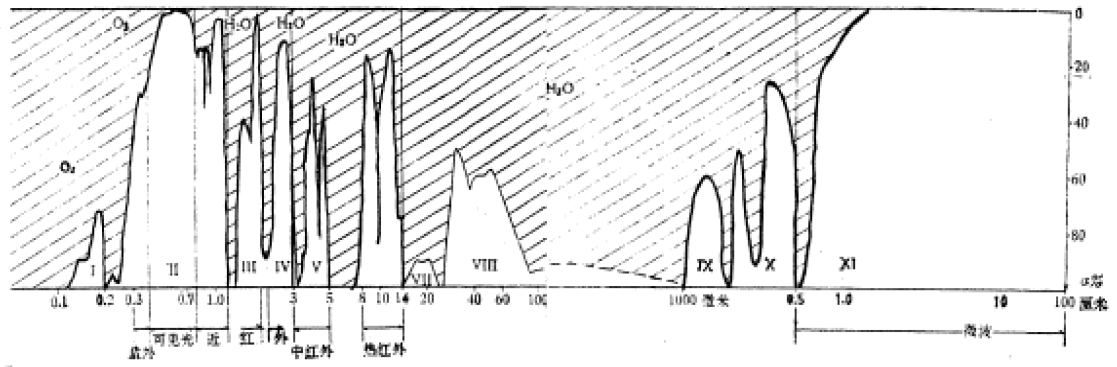 O₃ H₂O H₂O 0
H₂O
20
H₂O
40
60
80
I II III IV V VII VIII IX X XI
0.1 0.2 0.3 0.7 1.0 3 5 8 10 14 20 40 60 100 0.5 1.0 10 100 厘米
可见光 近 红 外 微波
紫外 中红外 热红外